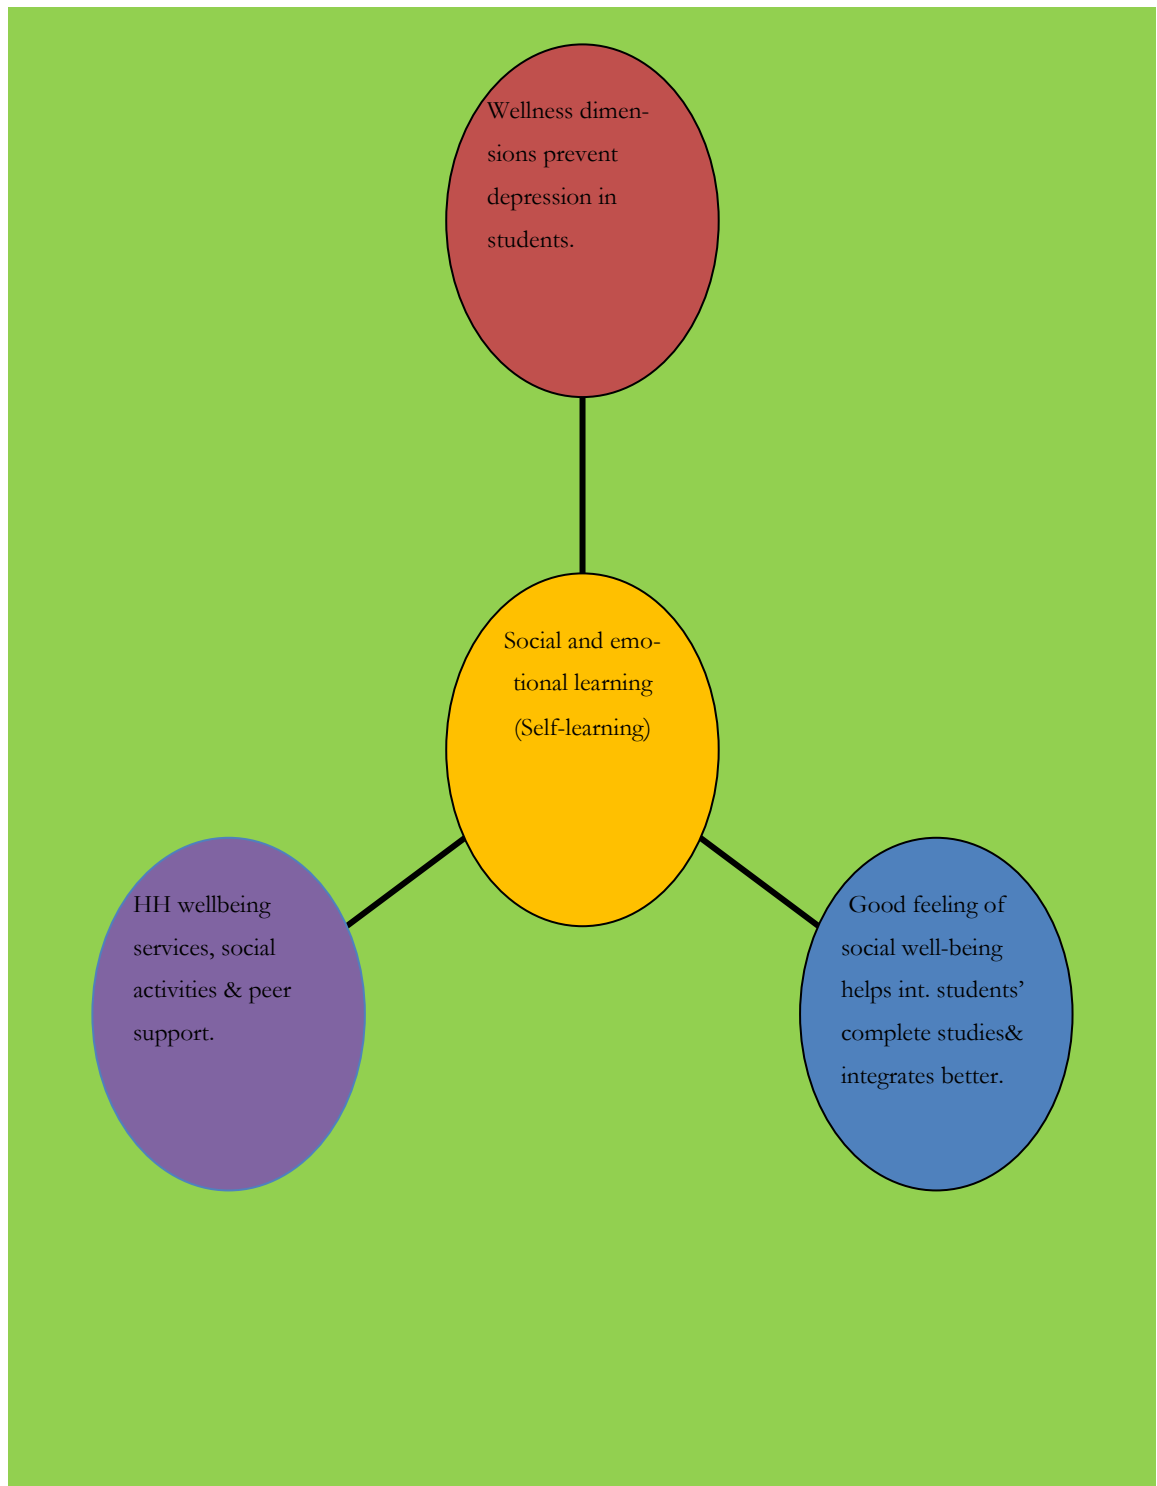 Wellness dimen-
sions prevent
depression in
students.
Social and emo-
tional learning
(Self-learning)
HH wellbeing
services, social
activities & peer
support.
Good feeling of
social well-being
helps int. students’
complete studies&
integrates better.